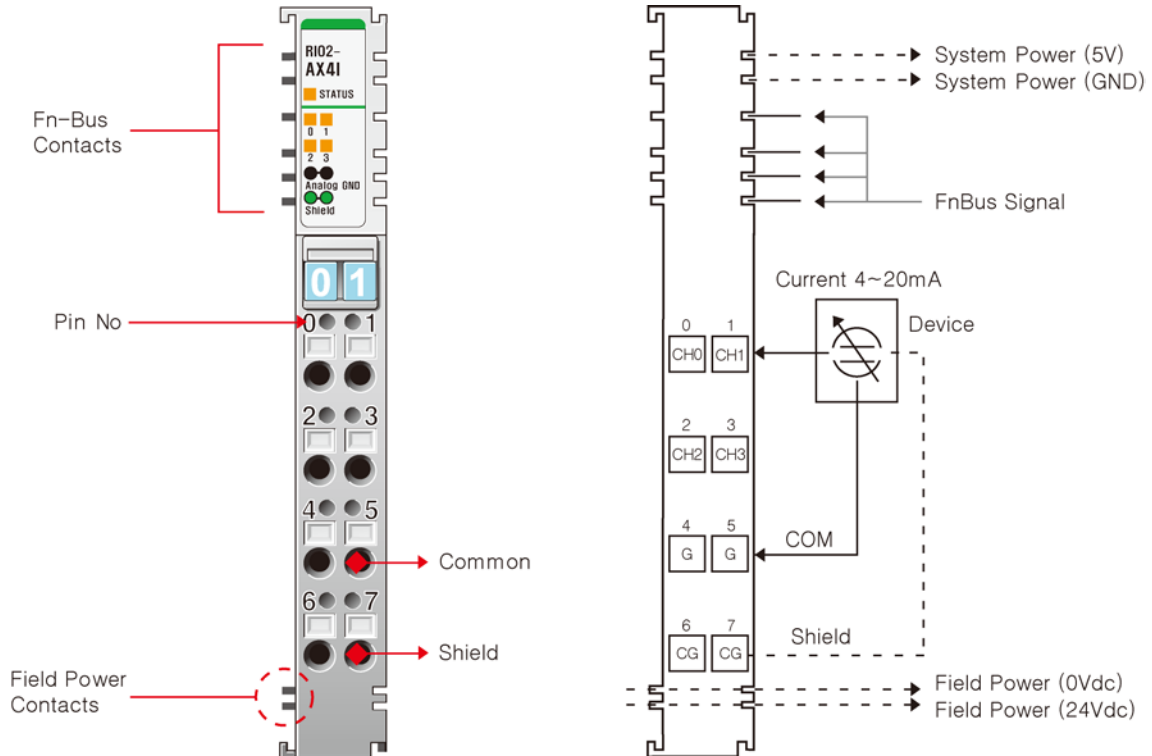 RIO2-
AX4I
STATUS
0 1
2 3
Analog GND
Shield
Fn-Bus
Contacts
01
Pin No
0 1
2 3
4 5
Common
6 7
Shield
Field Power
Contacts
System Power (5V)
System Power (GND)
FnBus Signal
Current 4~20mA
Device
0 1
CH0 CH1
2 3
CH2 CH3
4 5
G G
COM
6 7
CG CG
Shield
Field Power (0Vdc)
Field Power (24Vdc)